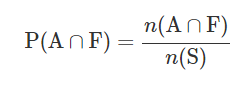 P(A ∩ F) = n(A ∩ F) / n(S)